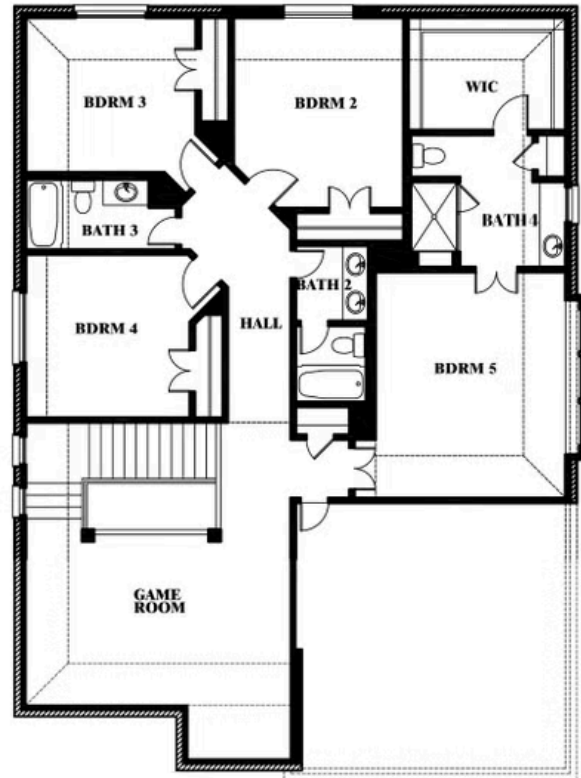 BDRM 3
BDRM 2
WIC
BATH 3
BATH 4
BATH 2
BDRM 4
HALL
BDRM 5
GAME
ROOM